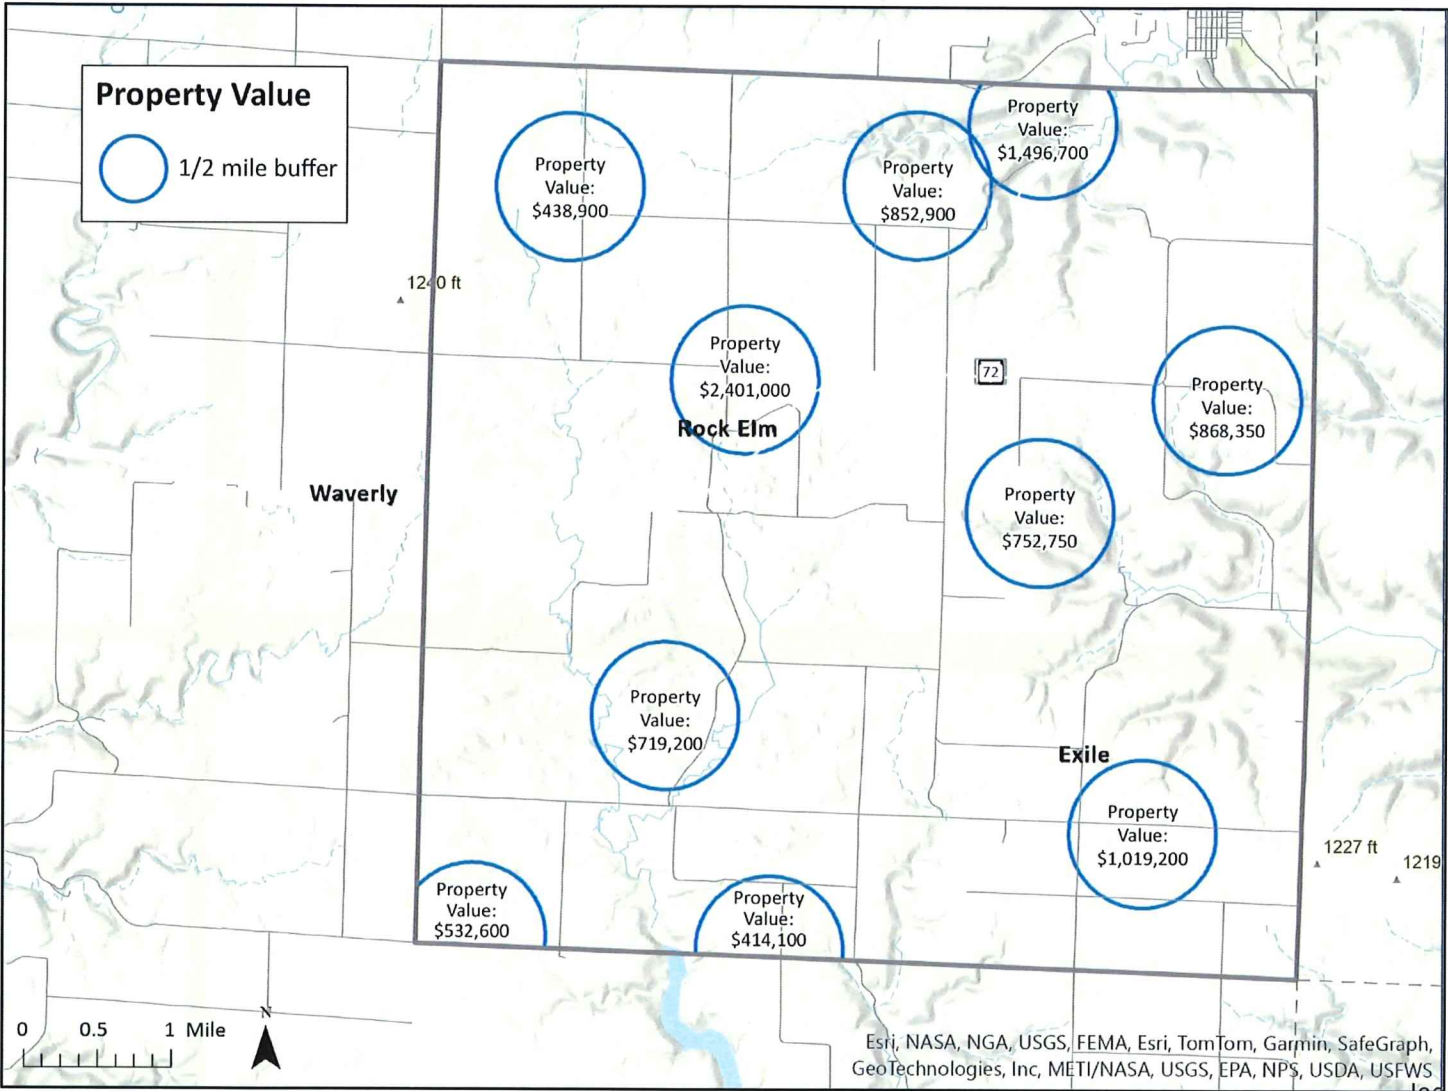 Property Value
1/2 mile buffer
Property
Value:
$1,496,700
Property
Value:
$438,900
Property
Value:
$852,900
1240 ft
Property
Value:
$2,401,000
72
Rock Elm
Property
Value:
$868,350
Waverly
Property
Value:
$752,750
Property
Value:
$719,200
Exile
Property
Value:
$1,019,200
1227 ft
1219
Property
Value:
$532,600
Property
Value:
$414,100
N
0 0.5 1 Mile
Esri, NASA, NGA, USGS, FEMA, Esri, TomTom, Garmin, SafeGraph,
GeoTechnologies, Inc, METI/NASA, USGS, EPA, NPS, USDA, USFWS